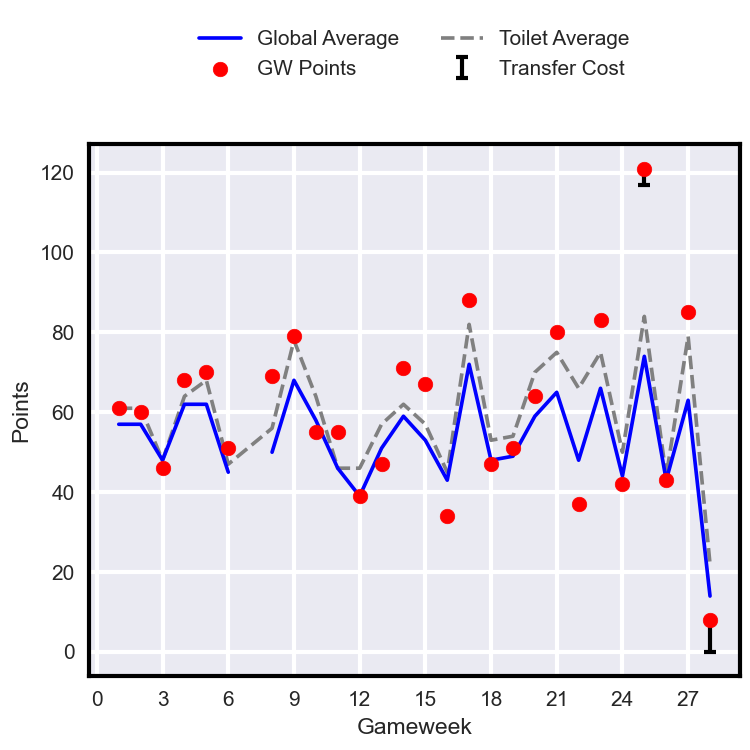 Global Average
Toilet Average
GW Points
Transfer Cost
120
100
80
60
40
20
0
Points
0 3 6 9 12 15 18 21 24 27
Gameweek